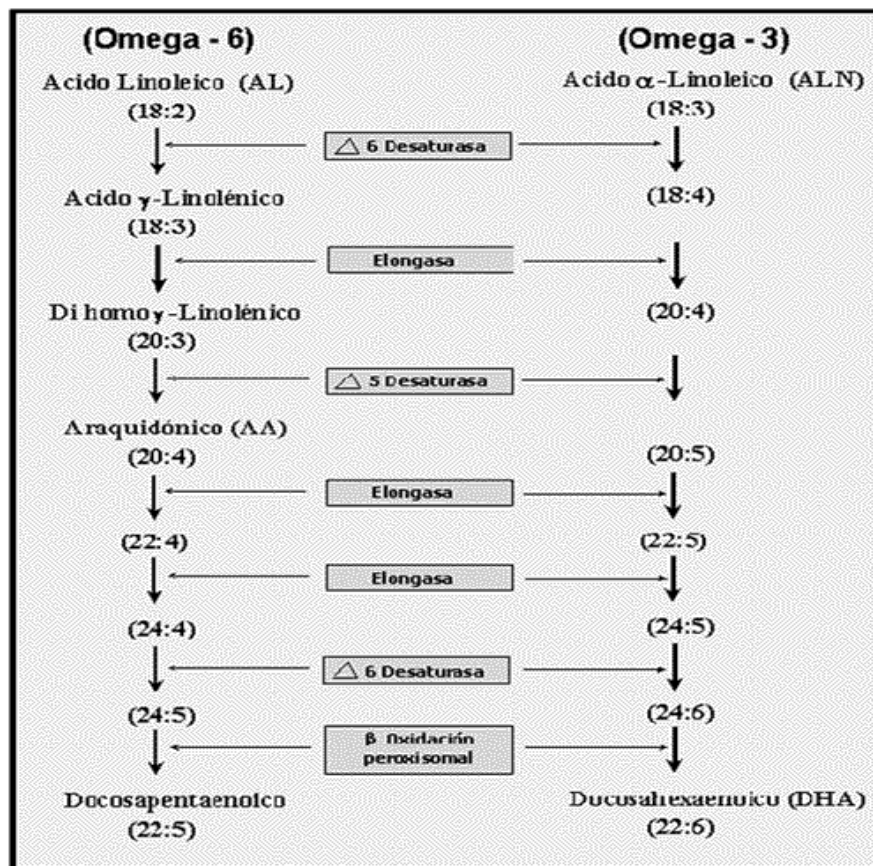 (Omega - 6)
(Omega - 3)
Acido Linoleico (AL)
(18:2)
Acido α-Linoleico (ALN)
(18:3)
△ 6 Desaturasa
Acido γ-Linolénico
(18:3)
(18:4)
Elongasa
Di homo γ-Linolénico
(20:3)
(20:4)
△ 5 Desaturasa
Araquidónico (AA)
(20:4)
(20:5)
Elongasa
(22:4)
(22:5)
Elongasa
(24:4)
(24:5)
△ 6 Desaturasa
(24:5)
(24:6)
β Oxidación
peroxisomal
Docosapentaenoico
(22:5)
Ducosahexaenoicu (DHA)
(22:6)